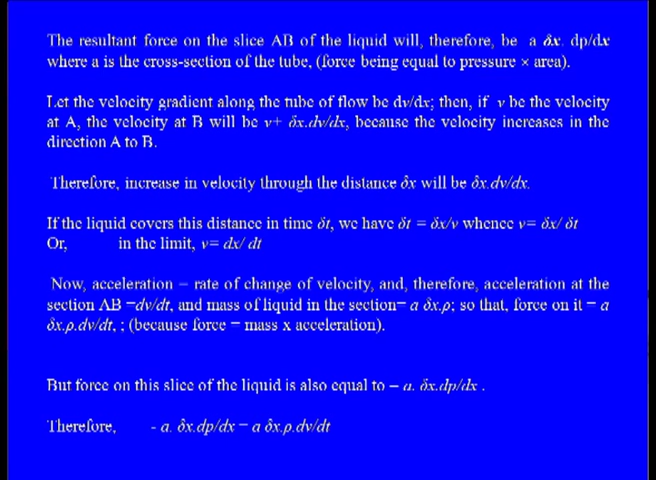 The resultant force on the slice AB of the liquid will, therefore, be a δx. dp/dx
where a is the cross-section of the tube, (force being equal to pressure × area).
Let the velocity gradient along the tube of flow be dv/dx; then, if v be the velocity
at A, the velocity at B will be v+ δx.dv/dx, because the velocity increases in the
direction A to B.
Therefore, increase in velocity through the distance δx will be δx.dv/dx.
If the liquid covers this distance in time δt, we have δt = δx/v whence v= δx/ δt
Or, in the limit, v= dx/ dt
Now, acceleration = rate of change of velocity, and, therefore, acceleration at the
section AB =dv/dt, and mass of liquid in the section= a δx.ρ; so that, force on it = a
δx.ρ.dv/dt, ; (because force = mass x acceleration).
But force on this slice of the liquid is also equal to – a. δx.dp/dx .
Therefore, - a. δx.dp/dx = a δx.ρ.dv/dt